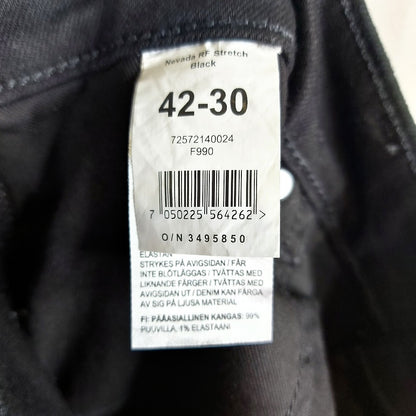 Nevada RF Stretch
Black
42-30
72572140024
F990
7 050225 564262 >
O/N 3495850
ELASTAN
STRYKES PÅ AVIGSIDAN / FÅR
INTE BLÖTLÄGGAS / TVÄTTAS MED
LIKNANDE FÄRGER / TVÄTTAS MED
AVIGSIDAN UT / DENIM KAN FÄRGA
AV SIG PÅ LJUSA MATERIAL
FI: PÄÄASIALLINEN KANGAS: 99%
PUUVILLA, 1% ELASTAANI